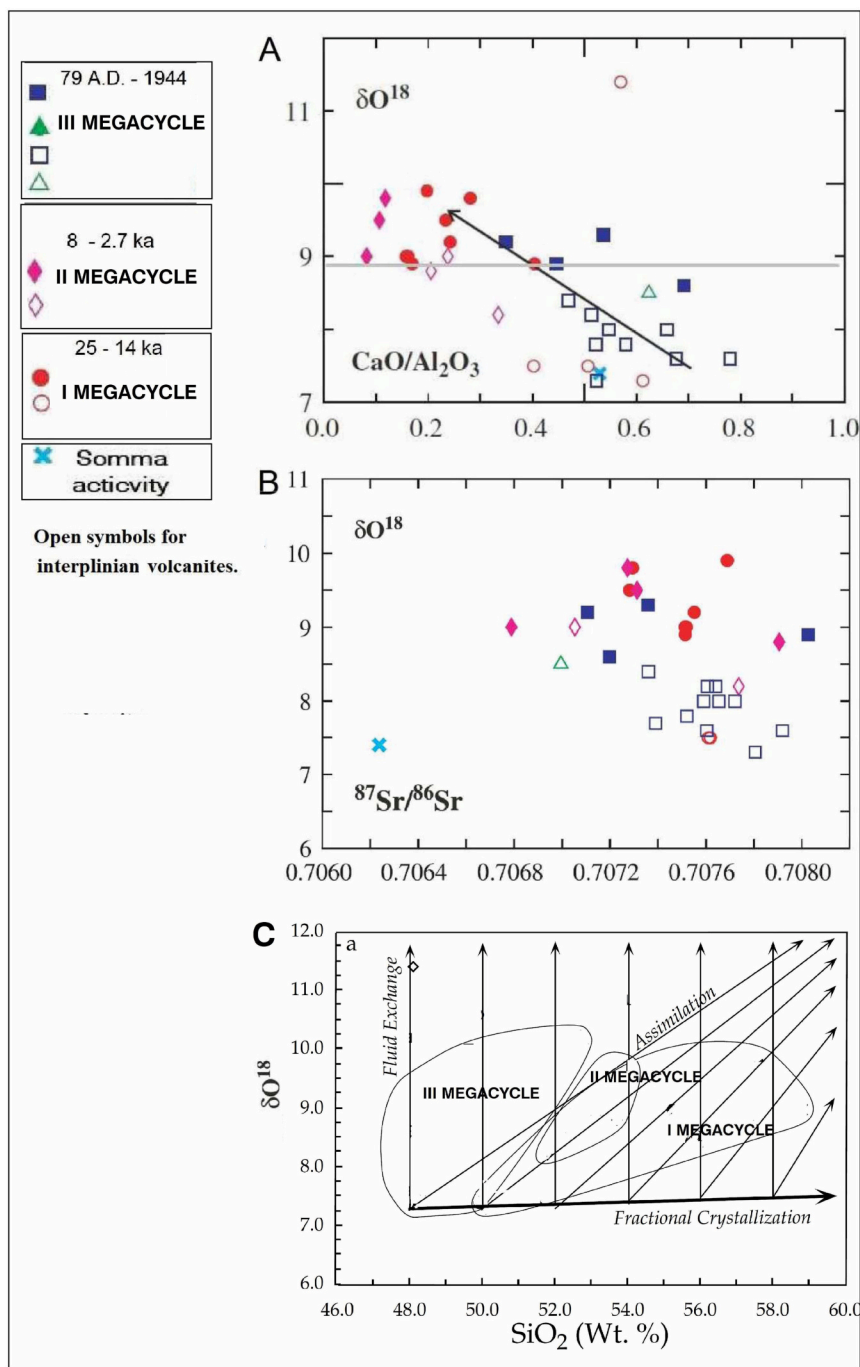 79 A.D. - 1944
III MEGACYCLE
8 - 2.7 ka
II MEGACYCLE
25 - 14 ka
I MEGACYCLE
Somma
acticvity
Open symbols for
interplinian volcanites.
A
δO¹⁸
11
9
7
CaO/Al₂O₃
0.0 0.2 0.4 0.6 0.8 1.0
B
δO¹⁸
11
10
9
8
7
6
⁸⁷Sr/⁸⁶Sr
0.7060 0.7064 0.7068 0.7072 0.7076 0.7080
C
a
12.0
11.0
10.0
9.0
8.0
7.0
6.0
δO¹⁸
Fluid Exchange
Assimilation
III MEGACYCLE
II MEGACYCLE
I MEGACYCLE
Fractional Crystallization
46.0 48.0 50.0 52.0 54.0 56.0 58.0 60.0
SiO₂ (Wt. %)